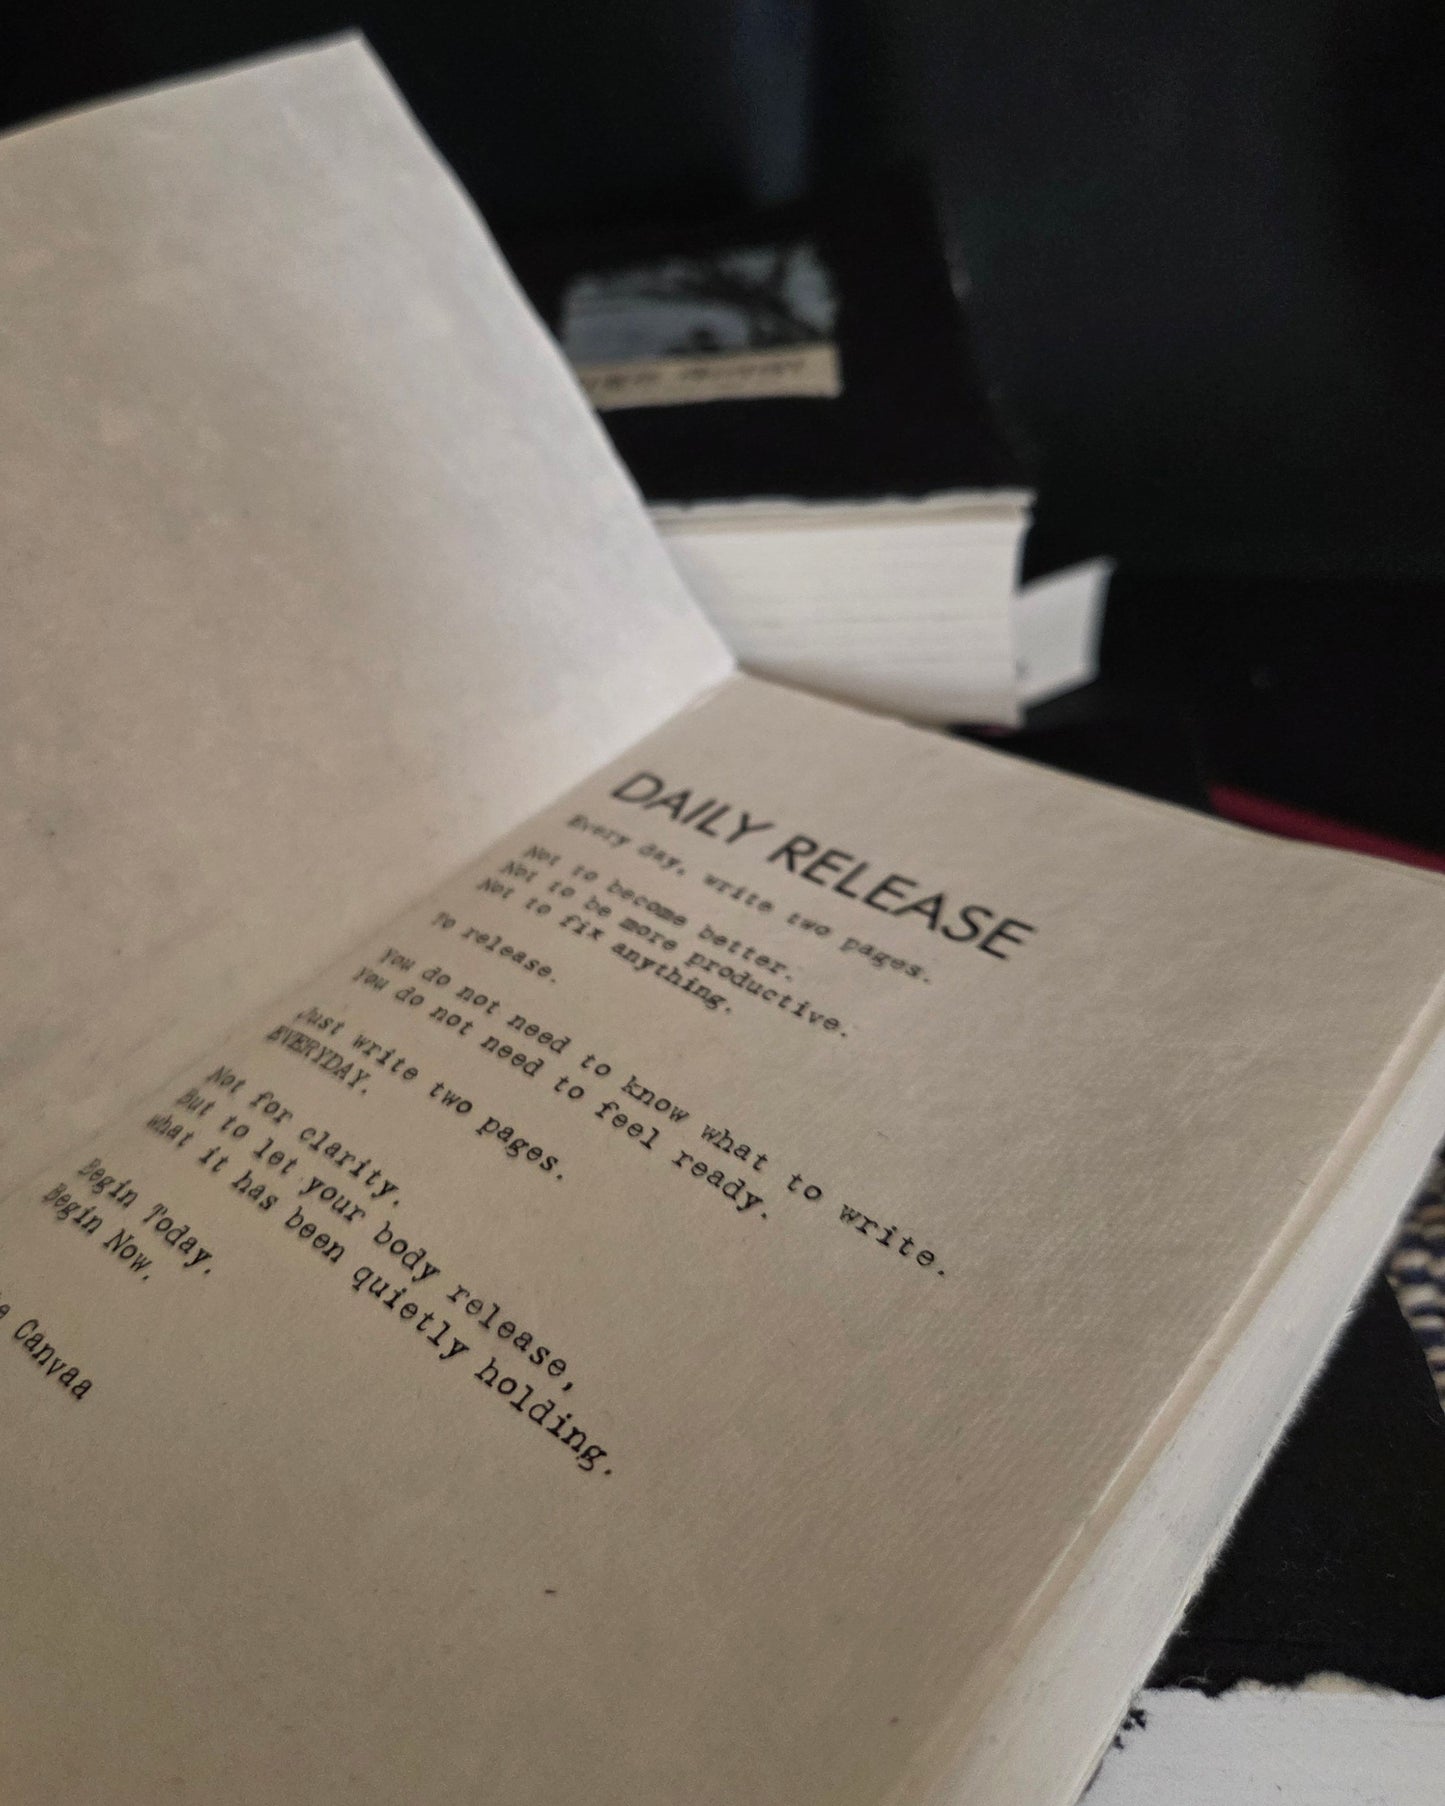 DAILY RELEASE
Every day, write two pages.
Not to become better.
Not to be more productive.
Not to fix anything.
To release.
You do not need to know what to write.
You do not need to feel ready.
Just write two pages.
EVERYDAY.
Not for clarity.
But to let your body release,
what it has been quietly holding.
Begin Today.
Begin Now.
Canvaa